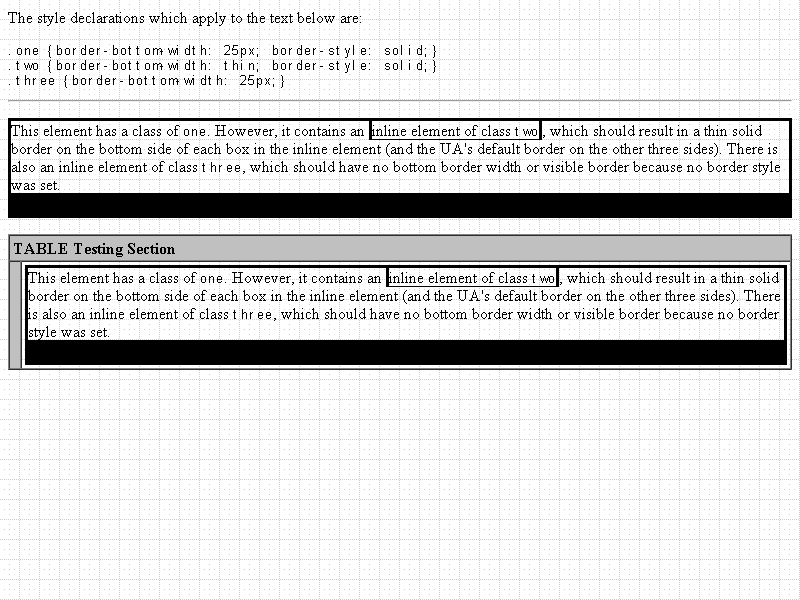 The style declarations which apply to the text below are:
.one {border-bottom-width: 25px; border-style: solid;}
.two {border-bottom-width: thin; border-style: solid;}
.three {border-bottom-width: 25px;}
This element has a class of one. However, it contains an inline element of class two, which should result in a thin solid
border on the bottom side of each box in the inline element (and the UA's default border on the other three sides). There is
also an inline element of class three, which should have no bottom border width or visible border because no border style
was set.
TABLE Testing Section
This element has a class of one. However, it contains an inline element of class two, which should result in a thin solid
border on the bottom side of each box in the inline element (and the UA's default border on the other three sides). There
is also an inline element of class three, which should have no bottom border width or visible border because no border
style was set.